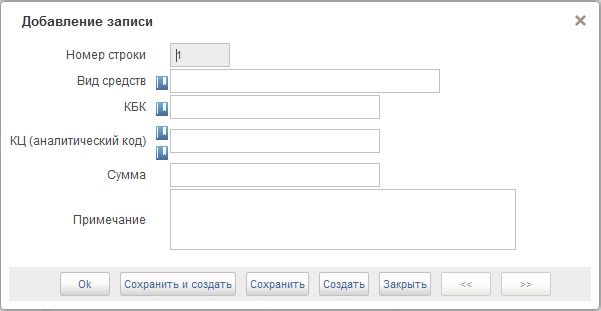 Добавление записи
Номер строки 1
Вид средств
КБК
КЦ (аналитический код)
Сумма
Примечание
Ok Сохранить и создать Сохранить Создать Закрыть << >>